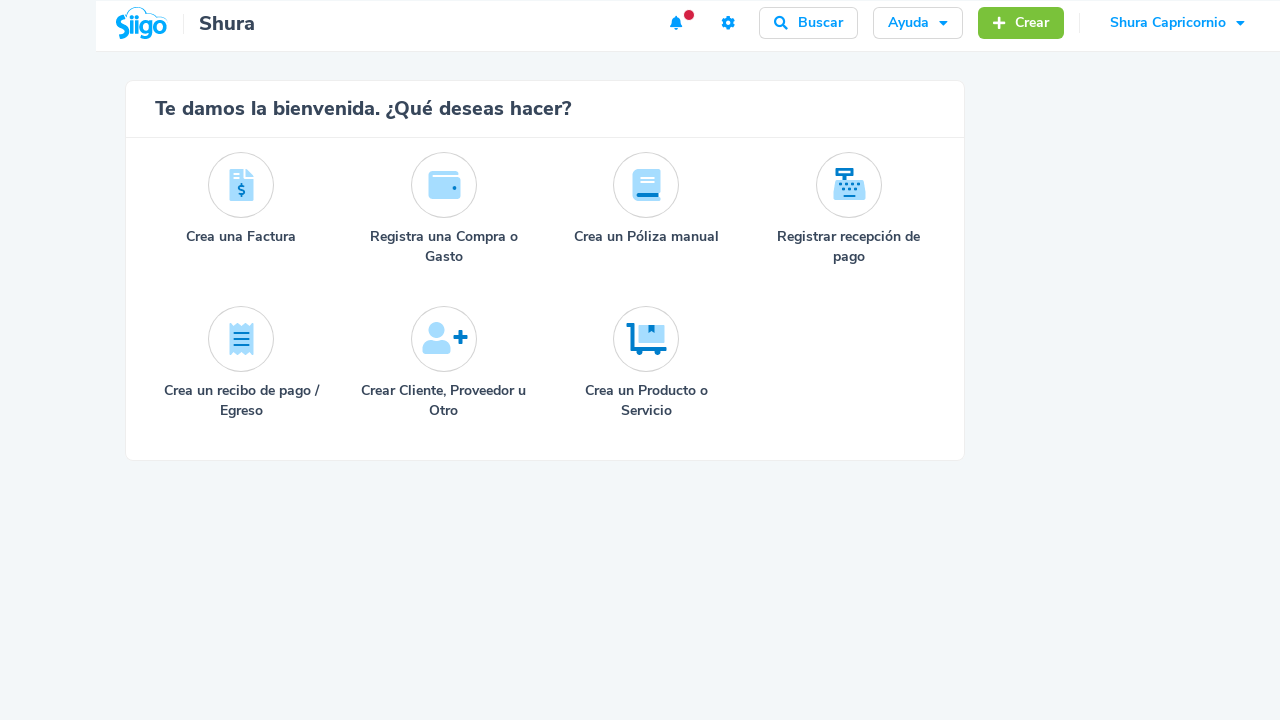 Siigo
Shura
Buscar
Ayuda
Crear
Shura Capricornio
Te damos la bienvenida. ¿Qué deseas hacer?
Crea una Factura
Registra una Compra o
Gasto
Crea un Póliza manual
Registrar recepción de
pago
Crea un recibo de pago /
Egreso
Crear Cliente, Proveedor u
Otro
Crea un Producto o
Servicio